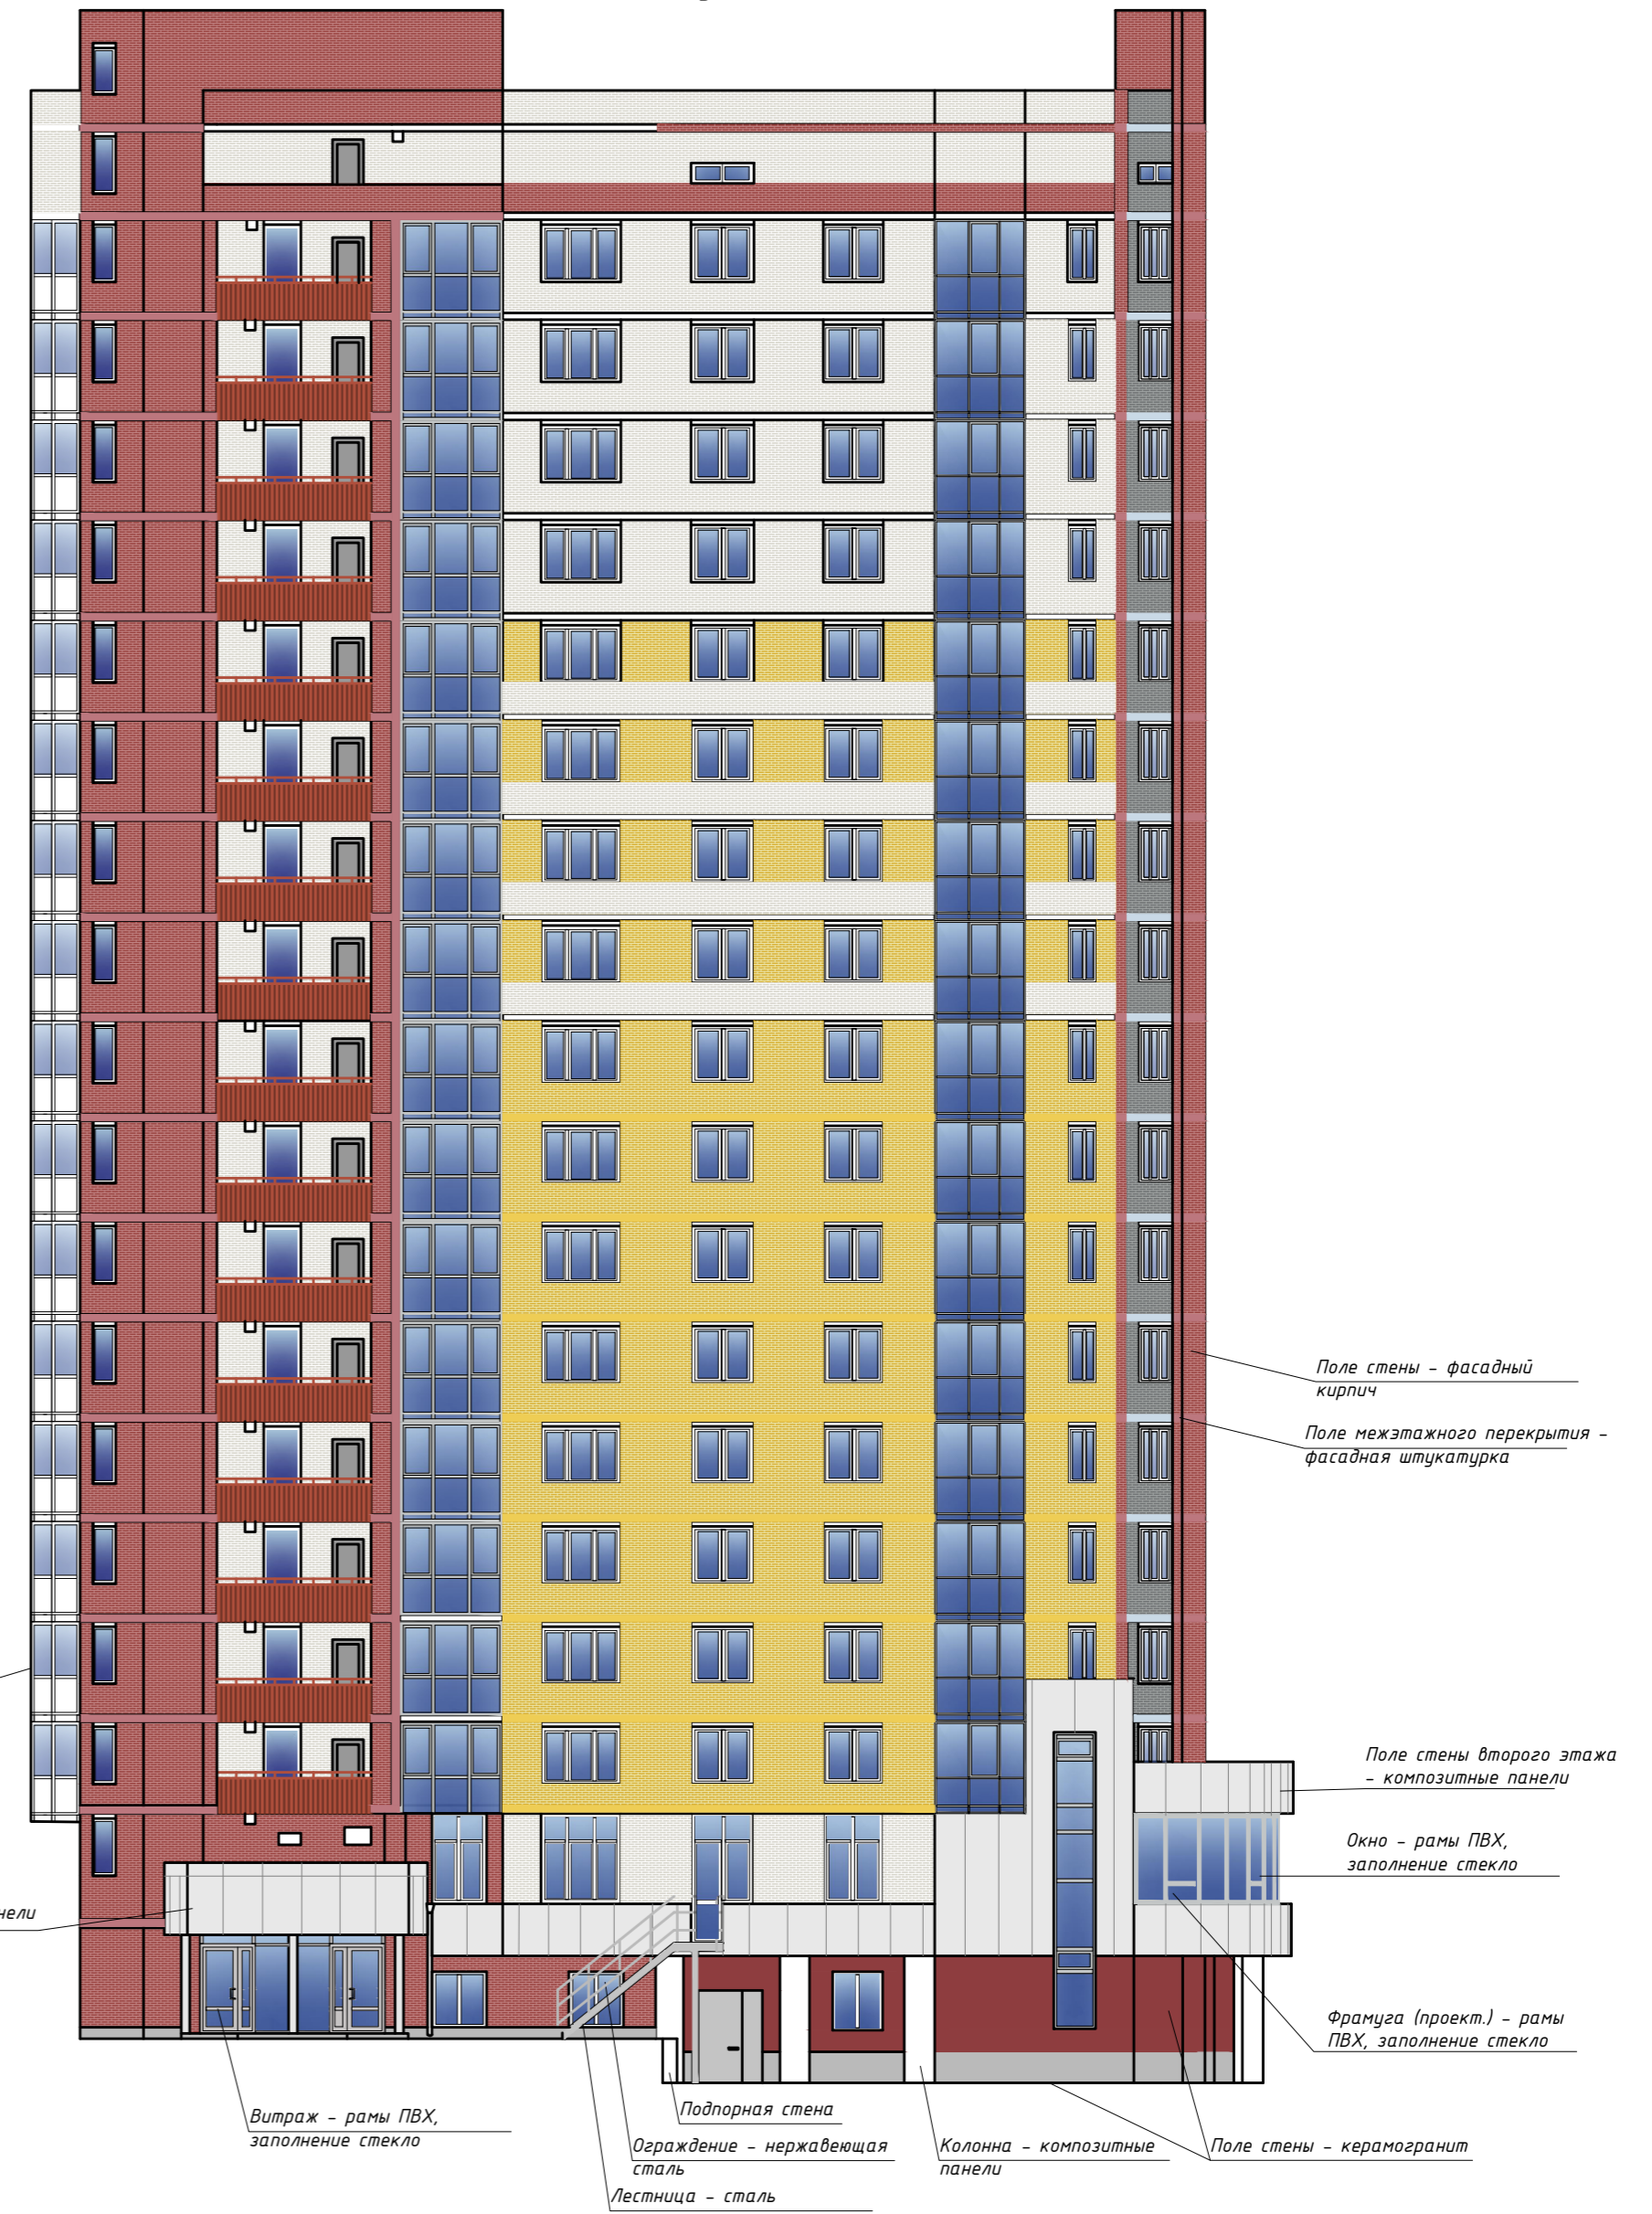 Поле стены – фасадный
кирпич
Поле межэтажного перекрытия –
фасадная штукатурка
Поле стены второго этажа
– композитные панели
Окно – рамы ПВХ,
заполнение стекло
Фрамуга (проект.) – рамы
ПВХ, заполнение стекло
Витраж – рамы ПВХ,
заполнение стекло
Подпорная стена
Ограждение – нержавеющая
сталь
Лестница – сталь
Колонна – композитные
панели
Поле стены – керамогранит